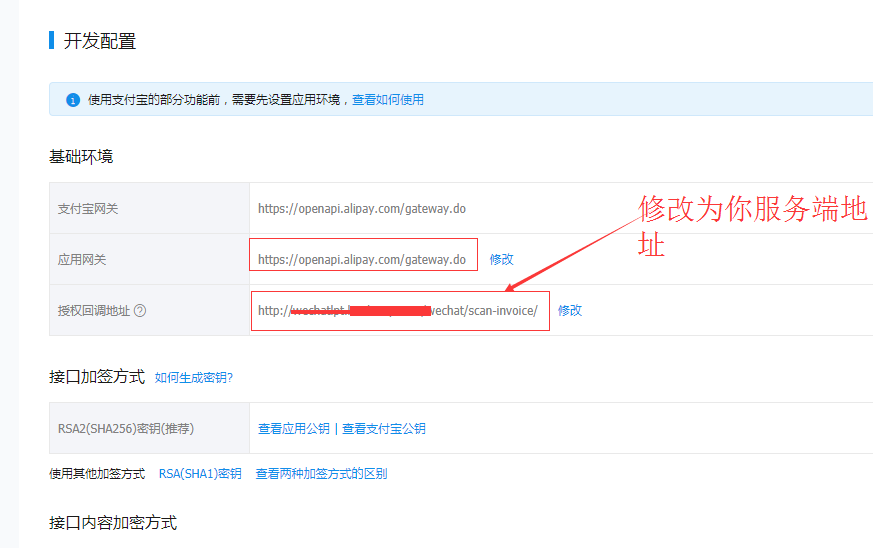 开发配置
使用支付宝的部分功能前，需要先设置应用环境，查看如何使用
基础环境
支付宝网关 https://openapi.alipay.com/gateway.do
修改为你服务端地
址
应用网关 https://openapi.alipay.com/gateway.do 修改
授权回调地址 http:// wechat/scan-invoice/ 修改
接口加签方式 如何生成密钥?
RSA2(SHA256)密钥(推荐) 查看应用公钥 | 查看支付宝公钥
使用其他加签方式 RSA(SHA1)密钥 查看两种加签方式的区别
接口内容加密方式